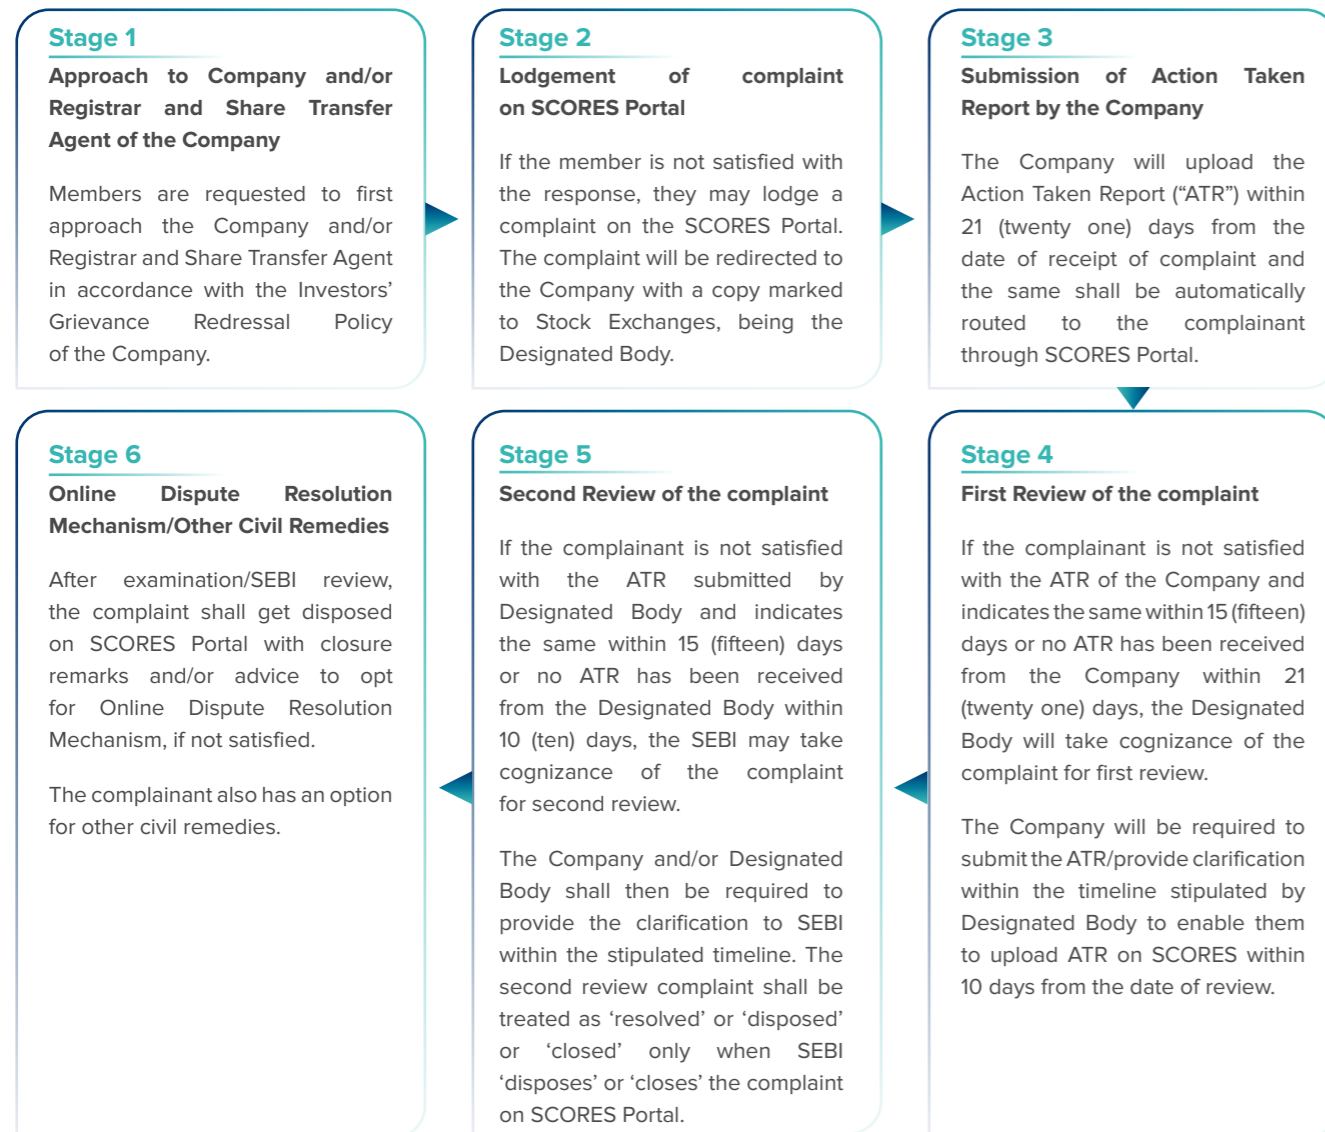 Stage 1
Approach to Company and/or
Registrar and Share Transfer
Agent of the Company
Members are requested to first
approach the Company and/or
Registrar and Share Transfer Agent
in accordance with the Investors’
Grievance Redressal Policy
of the Company.
Stage 2
Lodgement of complaint
on SCORES Portal
If the member is not satisfied with
the response, they may lodge a
complaint on the SCORES Portal.
The complaint will be redirected to
the Company with a copy marked
to Stock Exchanges, being the
Designated Body.
Stage 3
Submission of Action Taken
Report by the Company
The Company will upload the
Action Taken Report (“ATR”) within
21 (twenty one) days from the
date of receipt of complaint and
the same shall be automatically
routed to the complainant
through SCORES Portal.
Stage 4
First Review of the complaint
If the complainant is not satisfied
with the ATR of the Company and
indicates the same within 15 (fifteen)
days or no ATR has been received
from the Company within 21
(twenty one) days, the Designated
Body will take cognizance of the
complaint for first review.
The Company will be required to
submit the ATR/provide clarification
within the timeline stipulated by
Designated Body to enable them
to upload ATR on SCORES within
10 days from the date of review.
Stage 5
Second Review of the complaint
If the complainant is not satisfied
with the ATR submitted by
Designated Body and indicates
the same within 15 (fifteen) days
or no ATR has been received
from the Designated Body within
10 (ten) days, the SEBI may take
cognizance of the complaint
for second review.
The Company and/or Designated
Body shall then be required to
provide the clarification to SEBI
within the stipulated timeline. The
second review complaint shall be
treated as ‘resolved’ or ‘disposed’
or ‘closed’ only when SEBI
‘disposes’ or ‘closes’ the complaint
on SCORES Portal.
Stage 6
Online Dispute Resolution
Mechanism/Other Civil Remedies
After examination/SEBI review,
the complaint shall get disposed
on SCORES Portal with closure
remarks and/or advice to opt
for Online Dispute Resolution
Mechanism, if not satisfied.
The complainant also has an option
for other civil remedies.